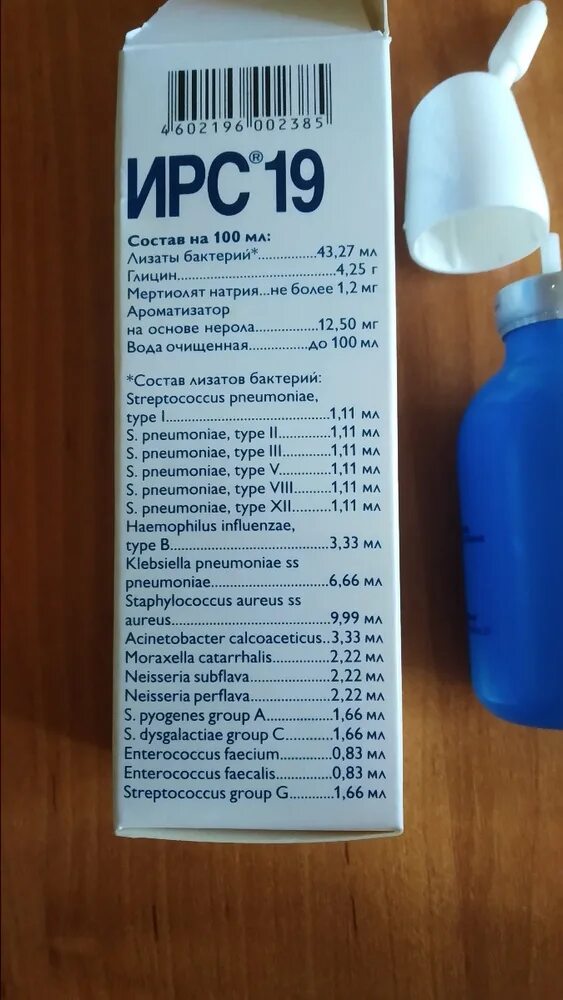 4602196 002385
ИРС® 19
Состав на 100 мл:
Лизаты бактерий*..............43,27 мл
Глицин......................................4,25 г
Мертиолят натрия...не более 1,2 мг
Ароматизатор
на основе нерола...............12,50 мг
Вода очищенная..............до 100 мл
*Состав лизатов бактерий:
Streptococcus pneumoniae,
type I.......................................1,11 мл
S. pneumoniae, type II............1,11 мл
S. pneumoniae, type III...........1,11 мл
S. pneumoniae, type V............1,11 мл
S. pneumoniae, type VIII.........1,11 мл
S. pneumoniae, type XII..........1,11 мл
Haemophilus influenzae,
type B.....................................3,33 мл
Klebsiella pneumoniae ss
pneumoniae...........................6,66 мл
Staphylococcus aureus ss
aureus.....................................9,99 мл
Acinetobacter calcoaceticus..3,33 мл
Moraxella catarrhalis..............2,22 мл
Neisseria subflava...................2,22 мл
Neisseria perflava...................2,22 мл
S. pyogenes group A...............1,66 мл
S. dysgalactiae group C...........1,66 мл
Enterococcus faecium............0,83 мл
Enterococcus faecalis.............0,83 мл
Streptococcus group G...........1,66 мл